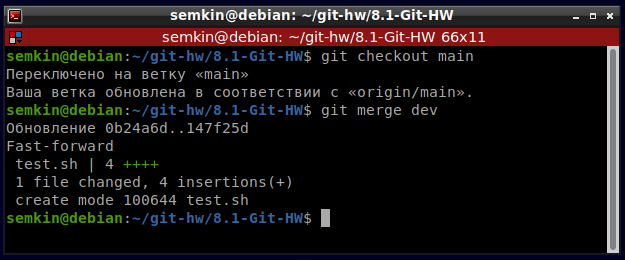 semkin@debian: ~/git-hw/8.1-Git-HW
semkin@debian: ~/git-hw/8.1-Git-HW 66x11
semkin@debian:~/git-hw/8.1-Git-HW$ git checkout main
Переключено на ветку «main»
Ваша ветка обновлена в соответствии с «origin/main».
semkin@debian:~/git-hw/8.1-Git-HW$ git merge dev
Обновление 0b24a6d..147f25d
Fast-forward
 test.sh | 4 ++++
 1 file changed, 4 insertions(+)
 create mode 100644 test.sh
semkin@debian:~/git-hw/8.1-Git-HW$